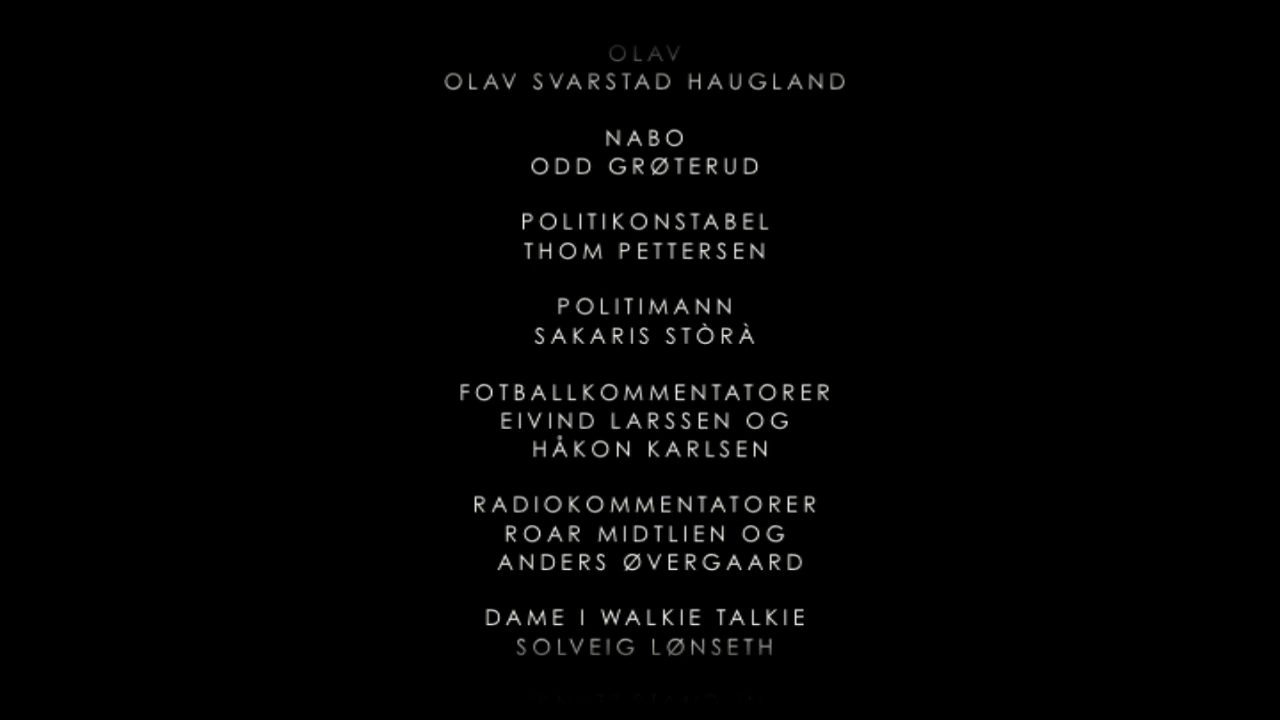 OLAV
OLAV SVARSTAD HAUGLAND
NABO
ODD GRØTERUD
POLITIKONSTABEL
THOM PETTERSEN
POLITIMANN
SAKARIS STÒRÀ
FOTBALLKOMMENTATORER
EIVIND LARSSEN OG
HÅKON KARLSEN
RADIOKOMMENTATORER
ROAR MIDTLIEN OG
ANDERS ØVERGAARD
DAME I WALKIE TALKIE
SOLVEIG LØNSETH